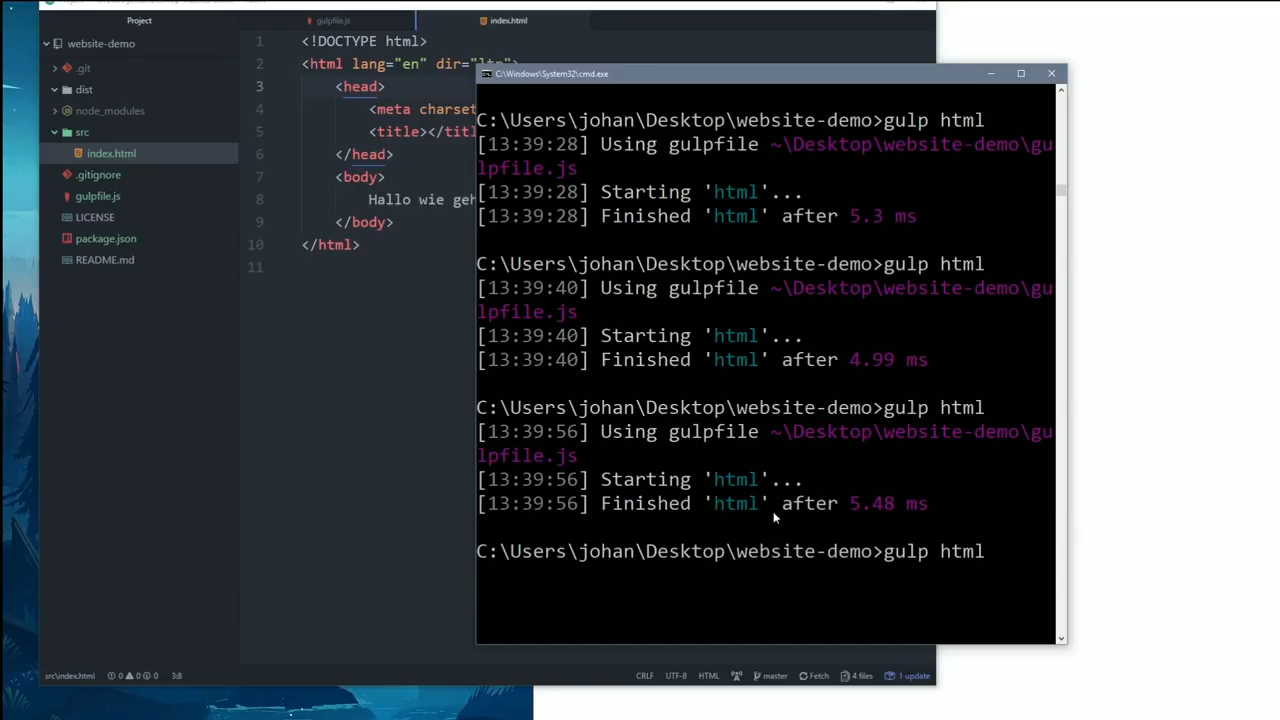 Project
gulpfile.js
index.html
website-demo
.git
dist
node_modules
src
index.html
.gitignore
gulpfile.js
LICENSE
package.json
README.md
1 <!DOCTYPE html>
2 <html lang="en" dir="ltr">
3 <head>
4 <meta charset
5 <title></titl
6 </head>
7 <body>
8 Hallo wie geh
9 </body>
10 </html>
11
C:\Windows\System32\cmd.exe
C:\Users\johan\Desktop\website-demo>gulp html
[13:39:28] Using gulpfile ~\Desktop\website-demo\gu
lpfile.js
[13:39:28] Starting 'html'...
[13:39:28] Finished 'html' after 5.3 ms
C:\Users\johan\Desktop\website-demo>gulp html
[13:39:40] Using gulpfile ~\Desktop\website-demo\gu
lpfile.js
[13:39:40] Starting 'html'...
[13:39:40] Finished 'html' after 4.99 ms
C:\Users\johan\Desktop\website-demo>gulp html
[13:39:56] Using gulpfile ~\Desktop\website-demo\gu
lpfile.js
[13:39:56] Starting 'html'...
[13:39:56] Finished 'html' after 5.48 ms
C:\Users\johan\Desktop\website-demo>gulp html
src\index.html 0 0 0 3:8
CRLF UTF-8 HTML master Fetch 4 files 1 update